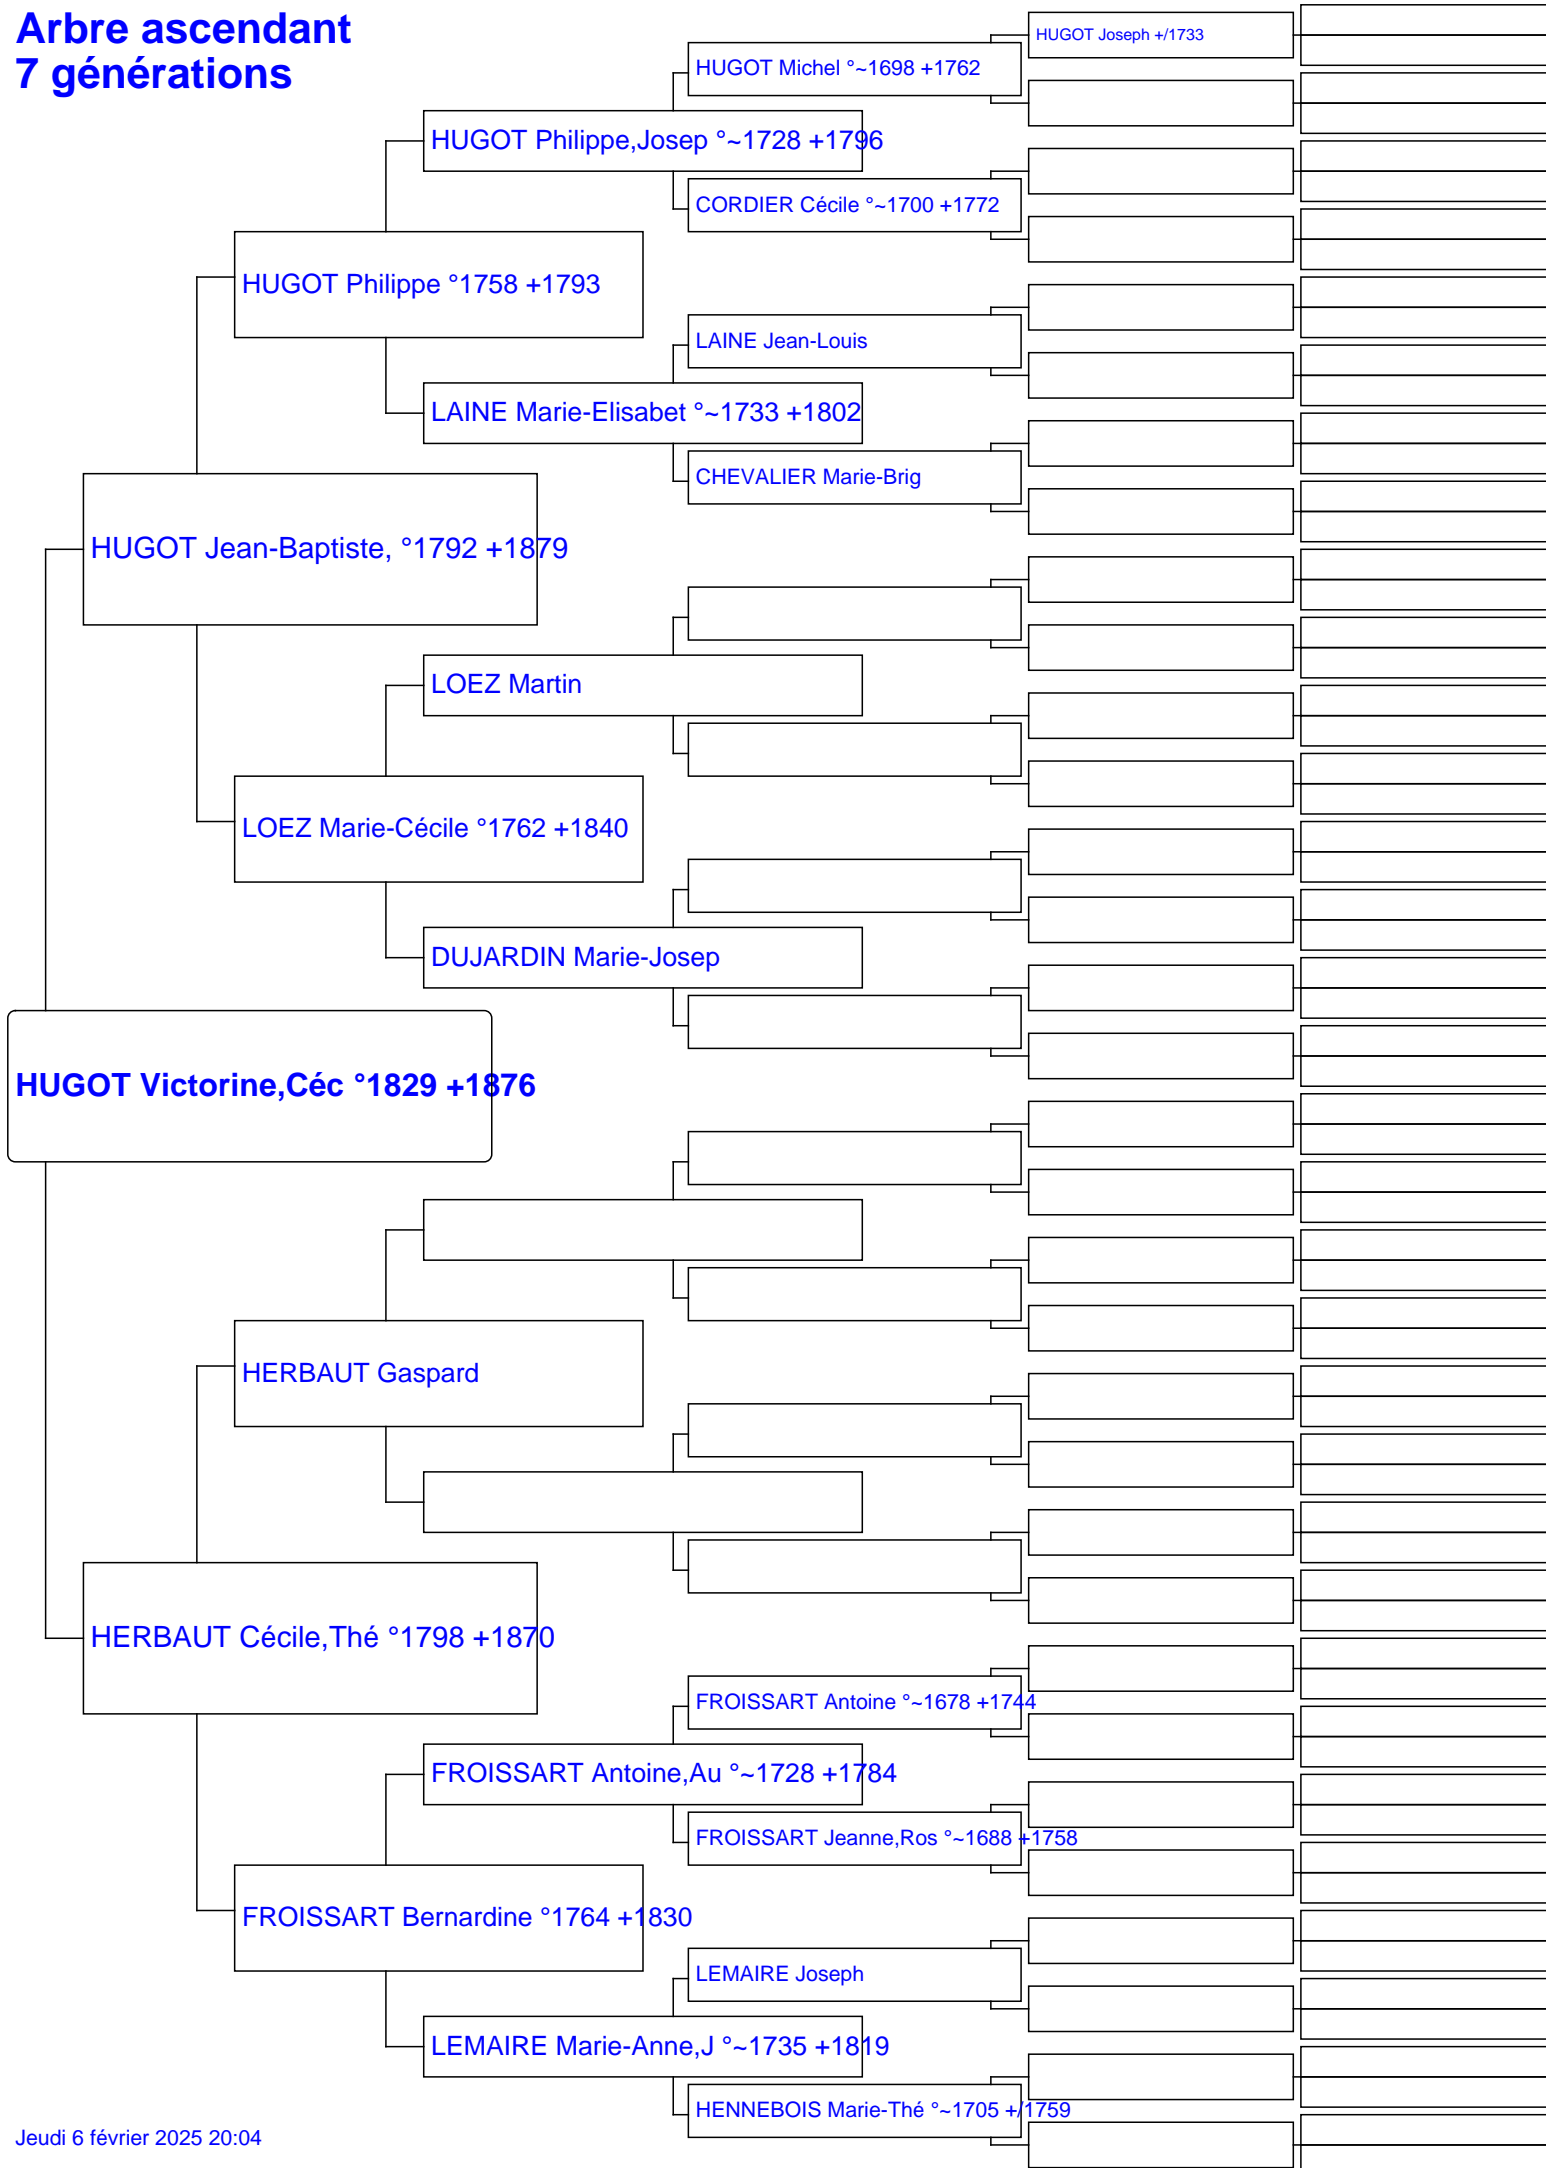 Arbre ascendant
7 générations
HUGOT Joseph +/1733
HUGOT Michel °~1698 +1762
HUGOT Philippe,Josep °~1728 +1796
CORDIER Cécile °~1700 +1772
HUGOT Philippe °1758 +1793
LAINE Jean-Louis
LAINE Marie-Elisabet °~1733 +1802
CHEVALIER Marie-Brig
HUGOT Jean-Baptiste, °1792 +1879
LOEZ Martin
LOEZ Marie-Cécile °1762 +1840
DUJARDIN Marie-Josep
HUGOT Victorine,Céc °1829 +1876
HERBAUT Gaspard
HERBAUT Cécile,Thé °1798 +1870
FROISSART Antoine °~1678 +1744
FROISSART Antoine,Au °~1728 +1784
FROISSART Jeanne,Ros °~1688 +1758
FROISSART Bernardine °1764 +1830
LEMAIRE Joseph
LEMAIRE Marie-Anne,J °~1735 +1819
HENNEBOIS Marie-Thé °~1705 +/1759
Jeudi 6 février 2025 20:04